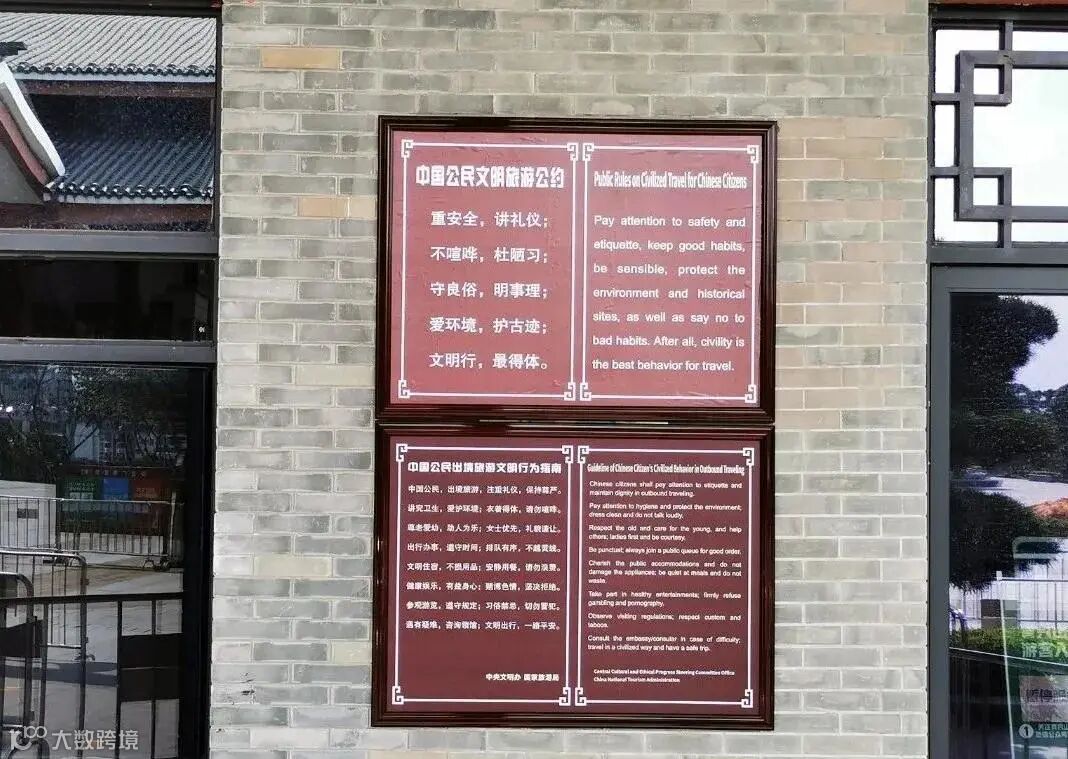 中国公民文明旅游公约
重安全，讲礼仪；
不喧哗，杜陋习；
守良俗，明事理；
爱环境，护古迹；
文明行，最得体。
Public Rules on Civilized Travel for Chinese Citizens
Pay attention to safety and
etiquette, keep good habits,
be sensible, protect the
environment and historical
sites, as well as say no to
bad habits. After all, civility is
the best behavior for travel.
中国公民出境旅游文明行为指南
中国公民，出境旅游，注重礼仪，保持尊严。
讲究卫生，爱护环境；衣着得体，请勿喧哗。
尊老爱幼，助人为乐；女士优先，礼貌谦让。
出行办事，遵守时间；排队有序，不越黄线。
文明住宿，不损用品；安静用餐，请勿浪费。
健康娱乐，有益身心；赌博色情，坚决拒绝。
参观游览，遵守规定；习俗禁忌，切勿冒犯。
遇有疑难，咨询领馆；文明出行，一路平安。
中央文明办 国家旅游局
Guideline of Chinese Citizen's Civilized Behavior in Outbound Traveling
Chinese citizens shall pay attention to etiquette and
maintain dignity in outbound traveling.
Pay attention to hygiene and protect the environment;
dress clean and do not talk loudly.
Respect the old and care for the young, and help
others; ladies first and be courtesy.
Be punctual; always join a public queue for good order.
Cherish the public accommodations and do not
damage the appliances; be quiet at meals and do not
waste.
Take part in healthy entertainments; firmly refuse
gambling and pornography.
Observe visiting regulations; respect custom and
taboos.
Consult the embassy/consular in case of difficulty;
travel in a civilized way and have a safe trip.
Central Cultural and Ethical Progress Steering Committee Office
China National Tourism Administration
游客
暂停服
大数跨境